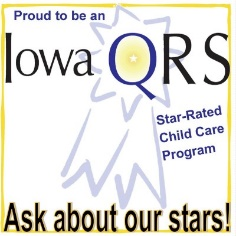 Proud to be an
Iowa QRS
Star-Rated
Child Care
Program
Ask about our stars!